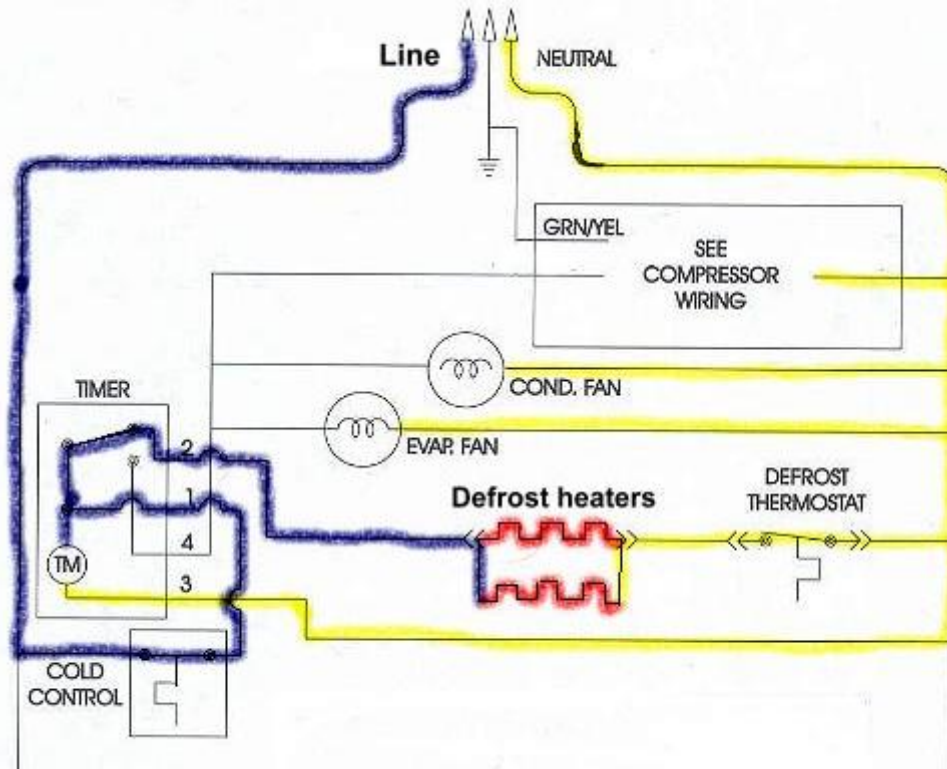 Line
NEUTRAL
GRN/YEL
SEE
COMPRESSOR
WIRING
TIMER
COND. FAN
2
EVAP. FAN
DEFROST
THERMOSTAT
Defrost heaters
1
4
TM
3
COLD
CONTROL